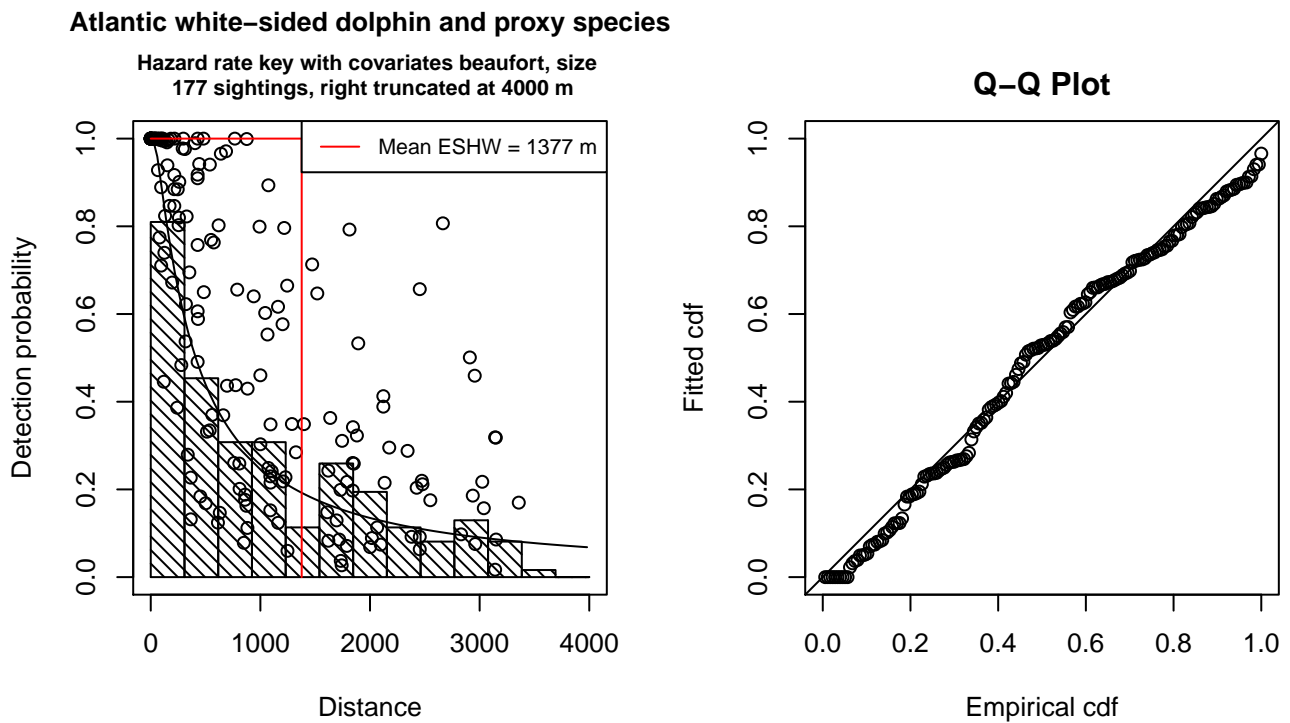 Atlantic white−sided dolphin and proxy species
Hazard rate key with covariates beaufort, size
177 sightings, right truncated at 4000 m
Mean ESHW = 1377 m
Detection probability
0.0 0.2 0.4 0.6 0.8 1.0
0 1000 2000 3000 4000
Distance
Q−Q Plot
Fitted cdf
0.0 0.2 0.4 0.6 0.8 1.0
0.0 0.2 0.4 0.6 0.8 1.0
Empirical cdf